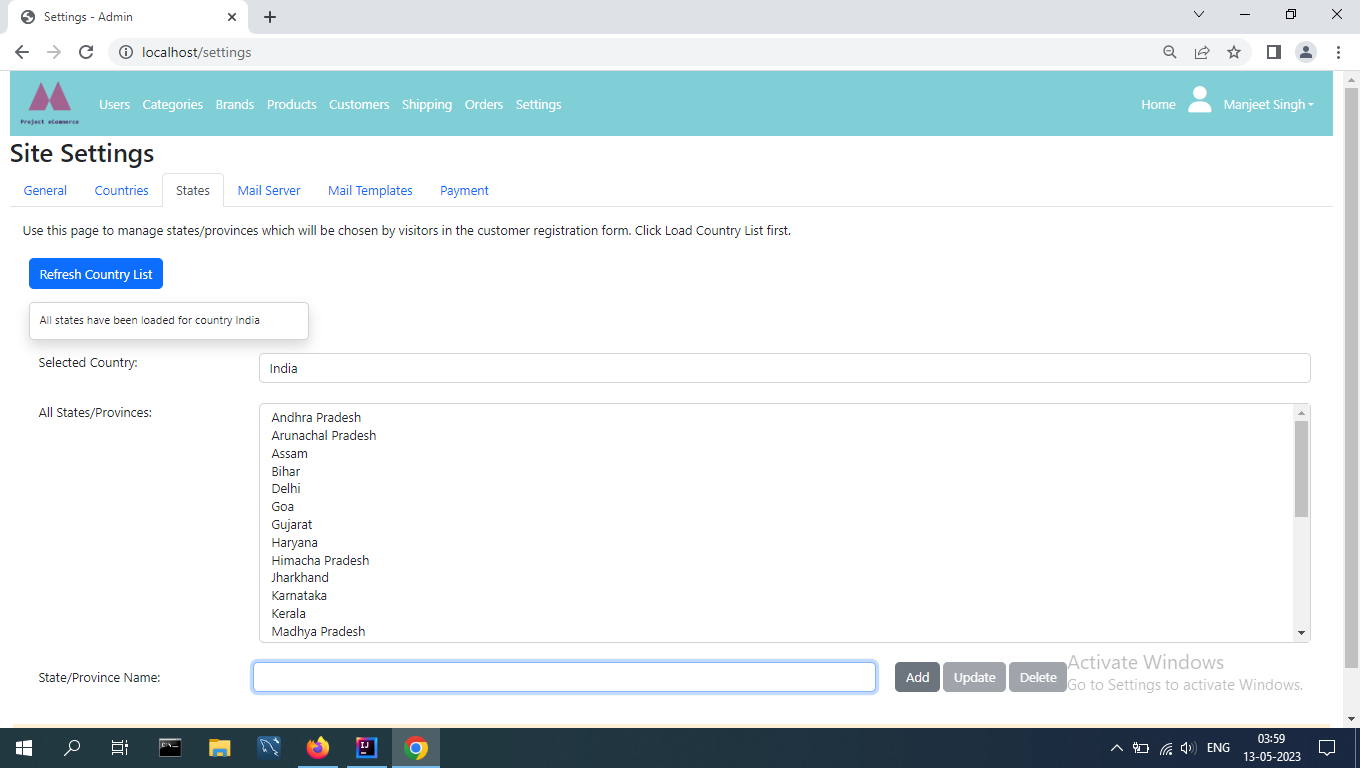 Settings - Admin
localhost/settings
Project eCommerce
Users Categories Brands Products Customers Shipping Orders Settings Home Manjeet Singh
Site Settings
General Countries States Mail Server Mail Templates Payment
Use this page to manage states/provinces which will be chosen by visitors in the customer registration form. Click Load Country List first.
Refresh Country List
All states have been loaded for country India
Selected Country: India
All States/Provinces:
Andhra Pradesh
Arunachal Pradesh
Assam
Bihar
Delhi
Goa
Gujarat
Haryana
Himacha Pradesh
Jharkhand
Karnataka
Kerala
Madhya Pradesh
State/Province Name: Add Update Delete
Activate Windows
Go to Settings to activate Windows.
ENG
03:59
13-05-2023